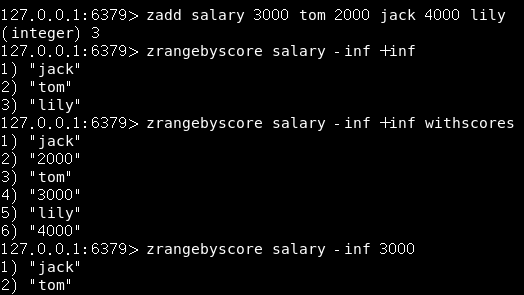 127.0.0.1:6379> zadd salary 3000 tom 2000 jack 4000 lily
(integer) 3
127.0.0.1:6379> zrangebyscore salary -inf +inf
1) "jack"
2) "tom"
3) "lily"
127.0.0.1:6379> zrangebyscore salary -inf +inf withscores
1) "jack"
2) "2000"
3) "tom"
4) "3000"
5) "lily"
6) "4000"
127.0.0.1:6379> zrangebyscore salary -inf 3000
1) "jack"
2) "tom"